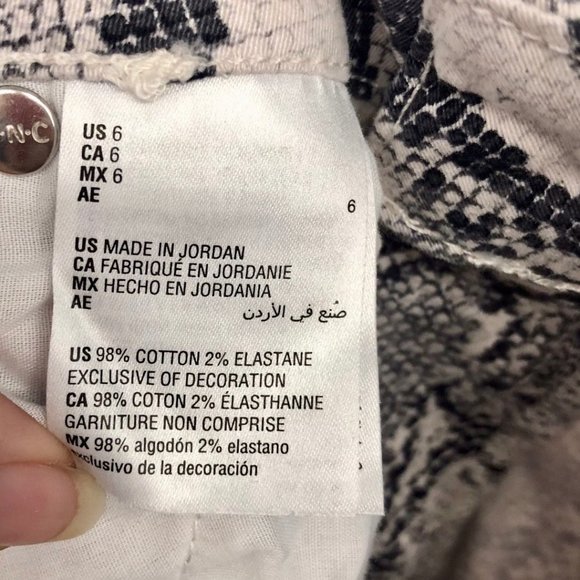 ·N·C
US 6
CA 6
MX 6
AE
6
US MADE IN JORDAN
CA FABRIQUÉ EN JORDANIE
MX HECHO EN JORDANIA
AE صُنع في الأردن
US 98% COTTON 2% ELASTANE
EXCLUSIVE OF DECORATION
CA 98% COTON 2% ÉLASTHANNE
GARNITURE NON COMPRISE
MX 98% algodón 2% elastano
xclusivo de la decoración